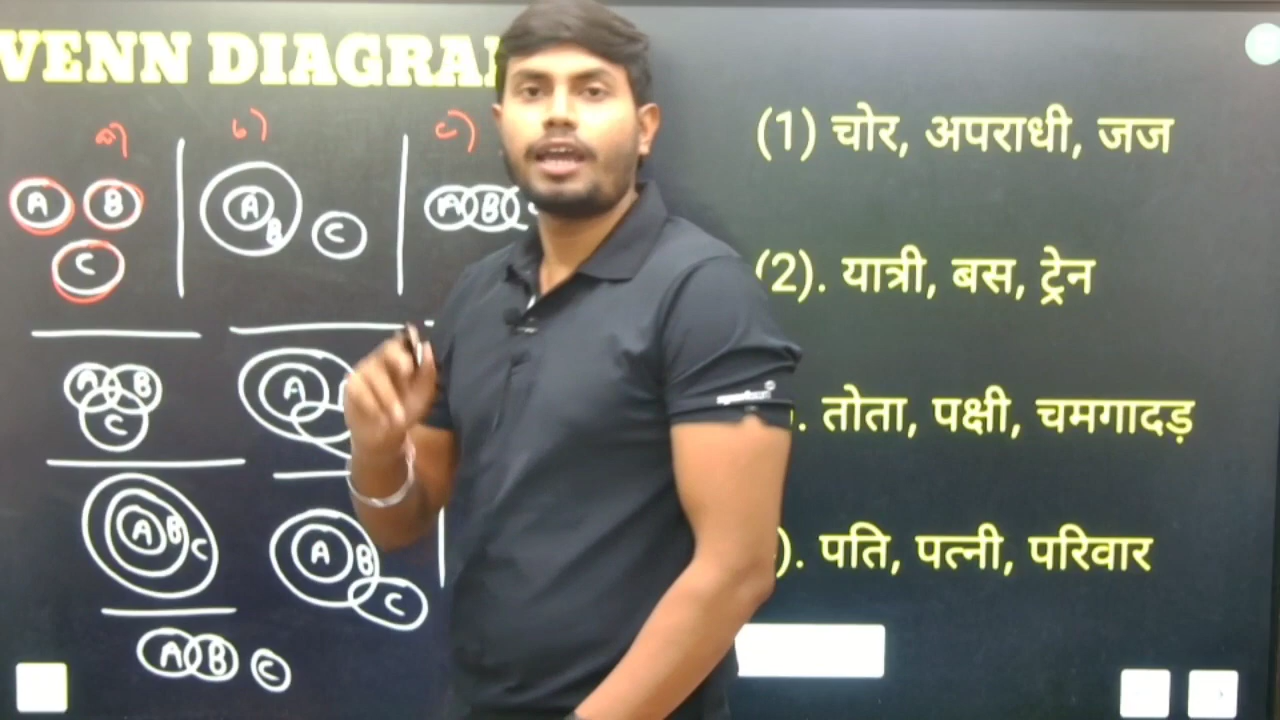 VENN DIAGRA
a) b) c)
A B
C
A B C
A B
A B C
A
A B C
A B C
A B C
(1) चोर, अपराधी, जज
(2). यात्री, बस, ट्रेन
. तोता, पक्षी, चमगादड़
). पति, पत्नी, परिवार